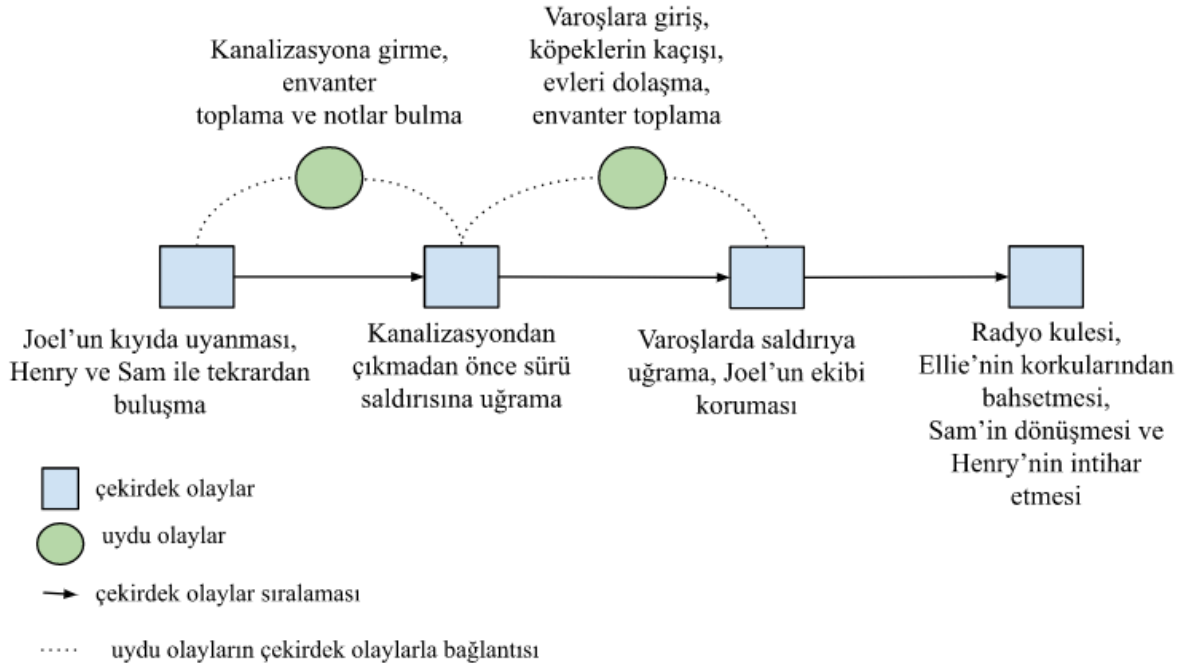 Kanalizasyona girme,
envanter
toplama ve notlar bulma
Varoşlara giriş,
köpeklerin kaçışı,
evleri dolaşma,
envanter toplama
Joel'un kıyıda uyanması,
Henry ve Sam ile tekrardan
buluşma
Kanalizasyondan
çıkmadan önce sürü
saldırısına uğrama
Varoşlarda saldırıya
uğrama, Joel'un ekibi
koruması
Radyo kulesi,
Ellie'nin korkularından
bahsetmesi,
Sam'in dönüşmesi ve
Henry'nin intihar
etmesi
çekirdek olaylar
uydu olaylar
çekirdek olaylar sıralaması
uydu olayların çekirdek olaylarla bağlantısı